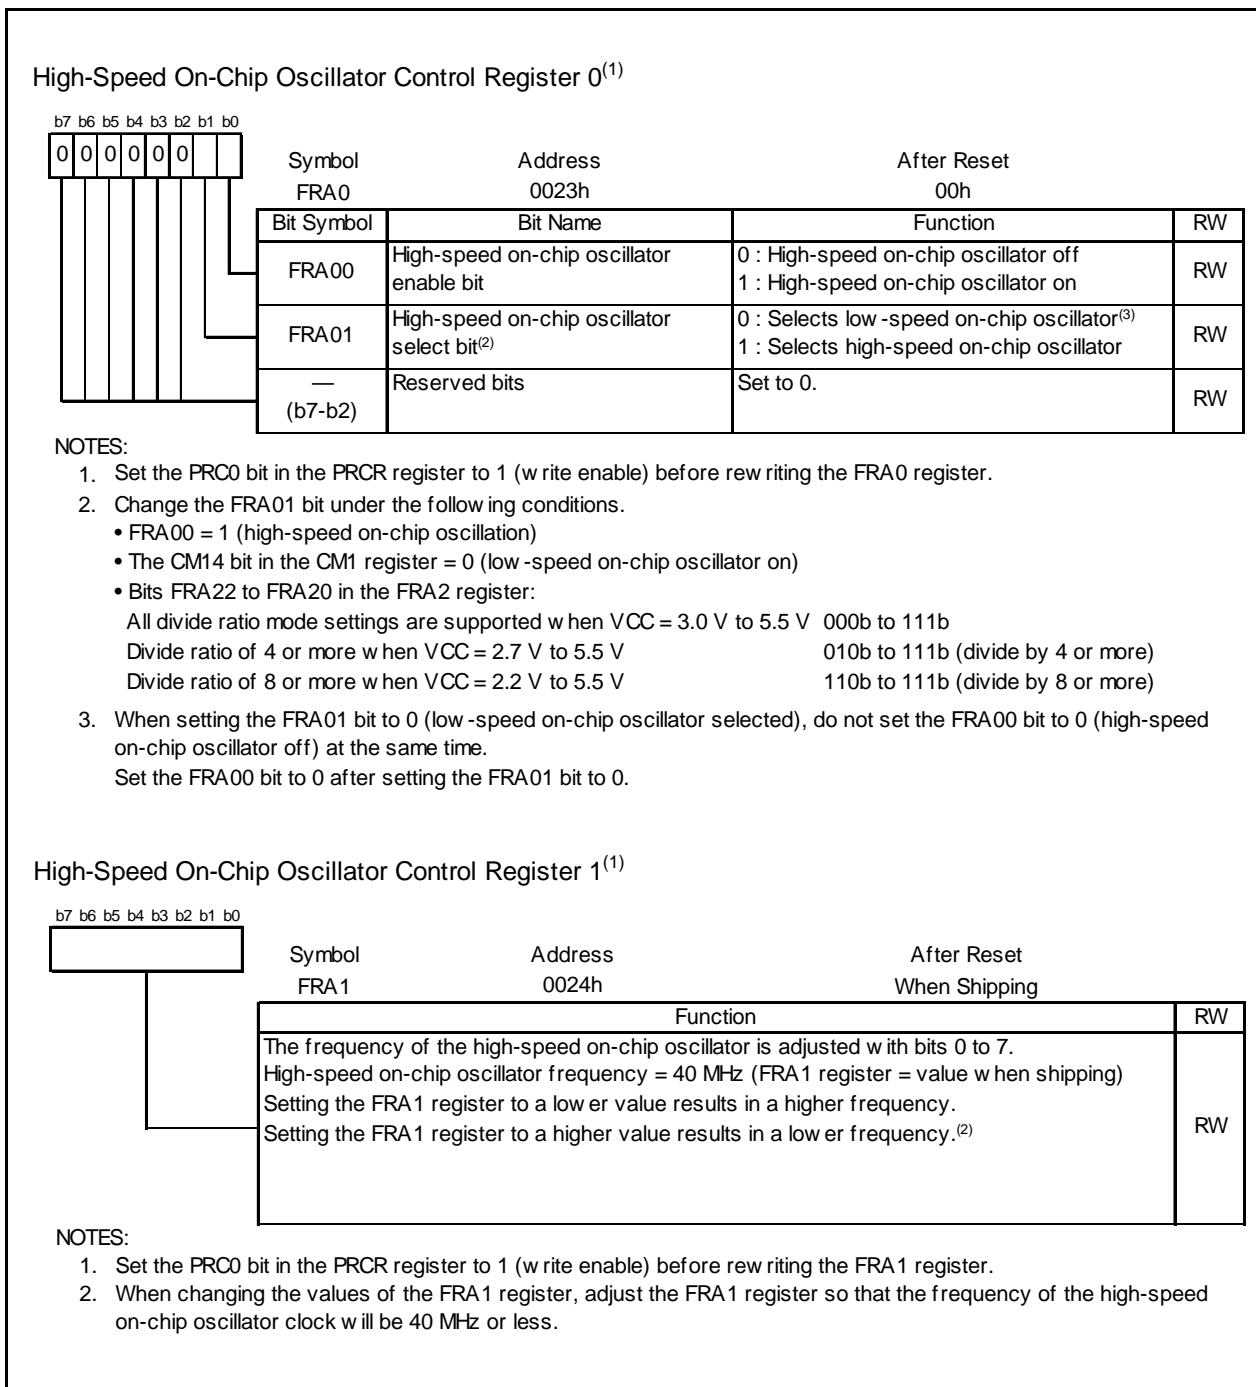 High-Speed On-Chip Oscillator Control Register 0(1)
b7 b6 b5 b4 b3 b2 b1 b0
0 0 0 0 0 0
Symbol Address After Reset
FRA0 0023h 00h
Bit Symbol Bit Name Function RW
FRA00 High-speed on-chip oscillator enable bit 0 : High-speed on-chip oscillator off RW
1 : High-speed on-chip oscillator on
FRA01 High-speed on-chip oscillator select bit(2) 0 : Selects low-speed on-chip oscillator(3) RW
1 : Selects high-speed on-chip oscillator
— (b7-b2) Reserved bits Set to 0. RW
NOTES:
1. Set the PRC0 bit in the PRCR register to 1 (write enable) before rewriting the FRA0 register.
2. Change the FRA01 bit under the following conditions.
• FRA00 = 1 (high-speed on-chip oscillation)
• The CM14 bit in the CM1 register = 0 (low-speed on-chip oscillator on)
• Bits FRA22 to FRA20 in the FRA2 register:
All divide ratio mode settings are supported when VCC = 3.0 V to 5.5 V 000b to 111b
Divide ratio of 4 or more when VCC = 2.7 V to 5.5 V 010b to 111b (divide by 4 or more)
Divide ratio of 8 or more when VCC = 2.2 V to 5.5 V 110b to 111b (divide by 8 or more)
3. When setting the FRA01 bit to 0 (low-speed on-chip oscillator selected), do not set the FRA00 bit to 0 (high-speed
on-chip oscillator off) at the same time.
Set the FRA00 bit to 0 after setting the FRA01 bit to 0.
High-Speed On-Chip Oscillator Control Register 1(1)
b7 b6 b5 b4 b3 b2 b1 b0
Symbol Address After Reset
FRA1 0024h When Shipping
Function RW
The frequency of the high-speed on-chip oscillator is adjusted with bits 0 to 7.
High-speed on-chip oscillator frequency = 40 MHz (FRA1 register = value when shipping)
Setting the FRA1 register to a lower value results in a higher frequency.
Setting the FRA1 register to a higher value results in a lower frequency.(2) RW
NOTES:
1. Set the PRC0 bit in the PRCR register to 1 (write enable) before rewriting the FRA1 register.
2. When changing the values of the FRA1 register, adjust the FRA1 register so that the frequency of the high-speed
on-chip oscillator clock will be 40 MHz or less.